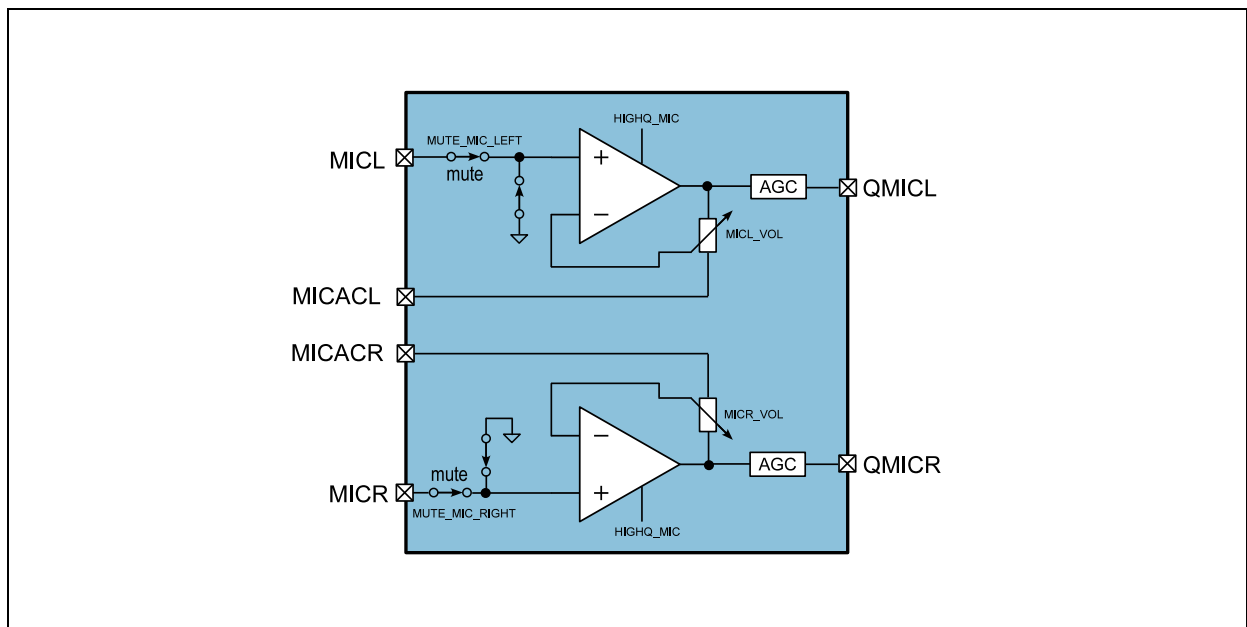 HIGHQ_MIC
MUTE_MIC_LEFT
MICL
mute
+
−
AGC
QMICL
MICL_VOL
MICACL
MICACR
MICR_VOL
−
+
AGC
QMICR
mute
MICR
MUTE_MIC_RIGHT
HIGHQ_MIC